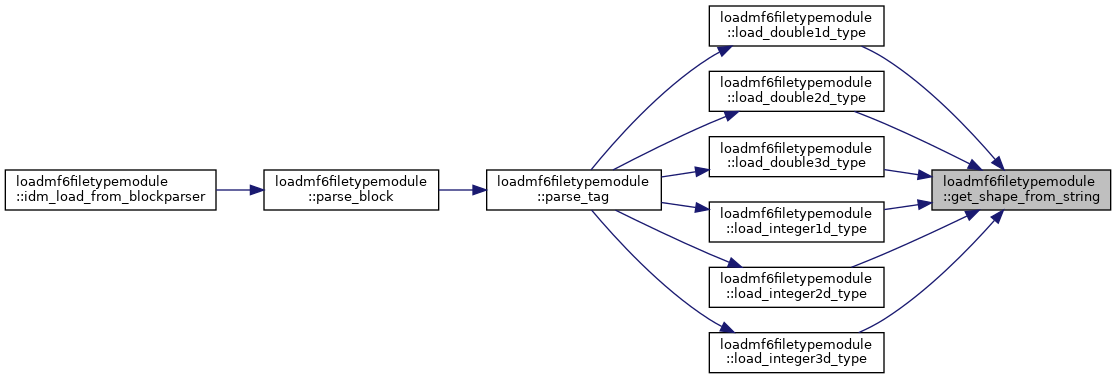 loadmf6filetypemodule
::load_double1d_type
loadmf6filetypemodule
::load_double2d_type
loadmf6filetypemodule
::load_double3d_type
loadmf6filetypemodule
::idm_load_from_blockparser
loadmf6filetypemodule
::parse_block
loadmf6filetypemodule
::parse_tag
loadmf6filetypemodule
::get_shape_from_string
loadmf6filetypemodule
::load_integer1d_type
loadmf6filetypemodule
::load_integer2d_type
loadmf6filetypemodule
::load_integer3d_type